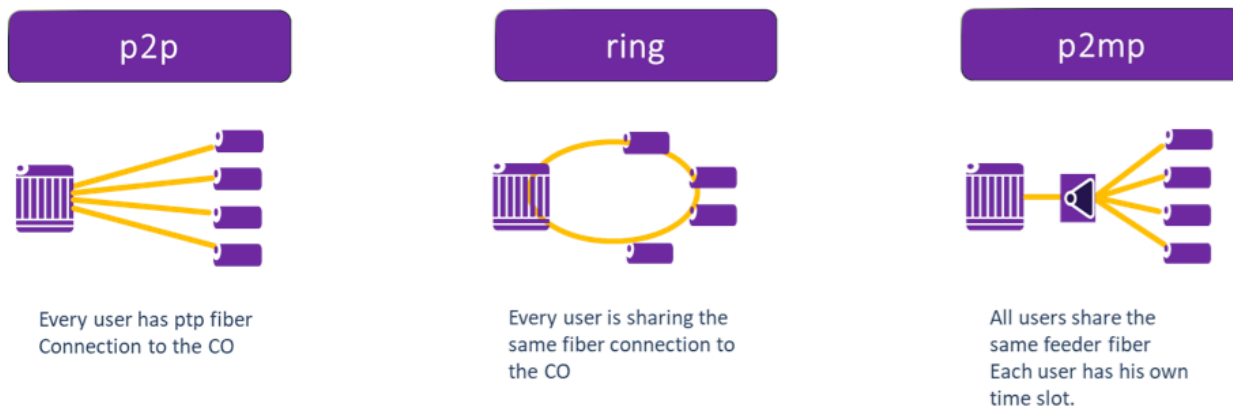 p2p
ring
p2mp
Every user has ptp fiber
Connection to the CO
Every user is sharing the
same fiber connection to
the CO
All users share the
same feeder fiber
Each user has his own
time slot.